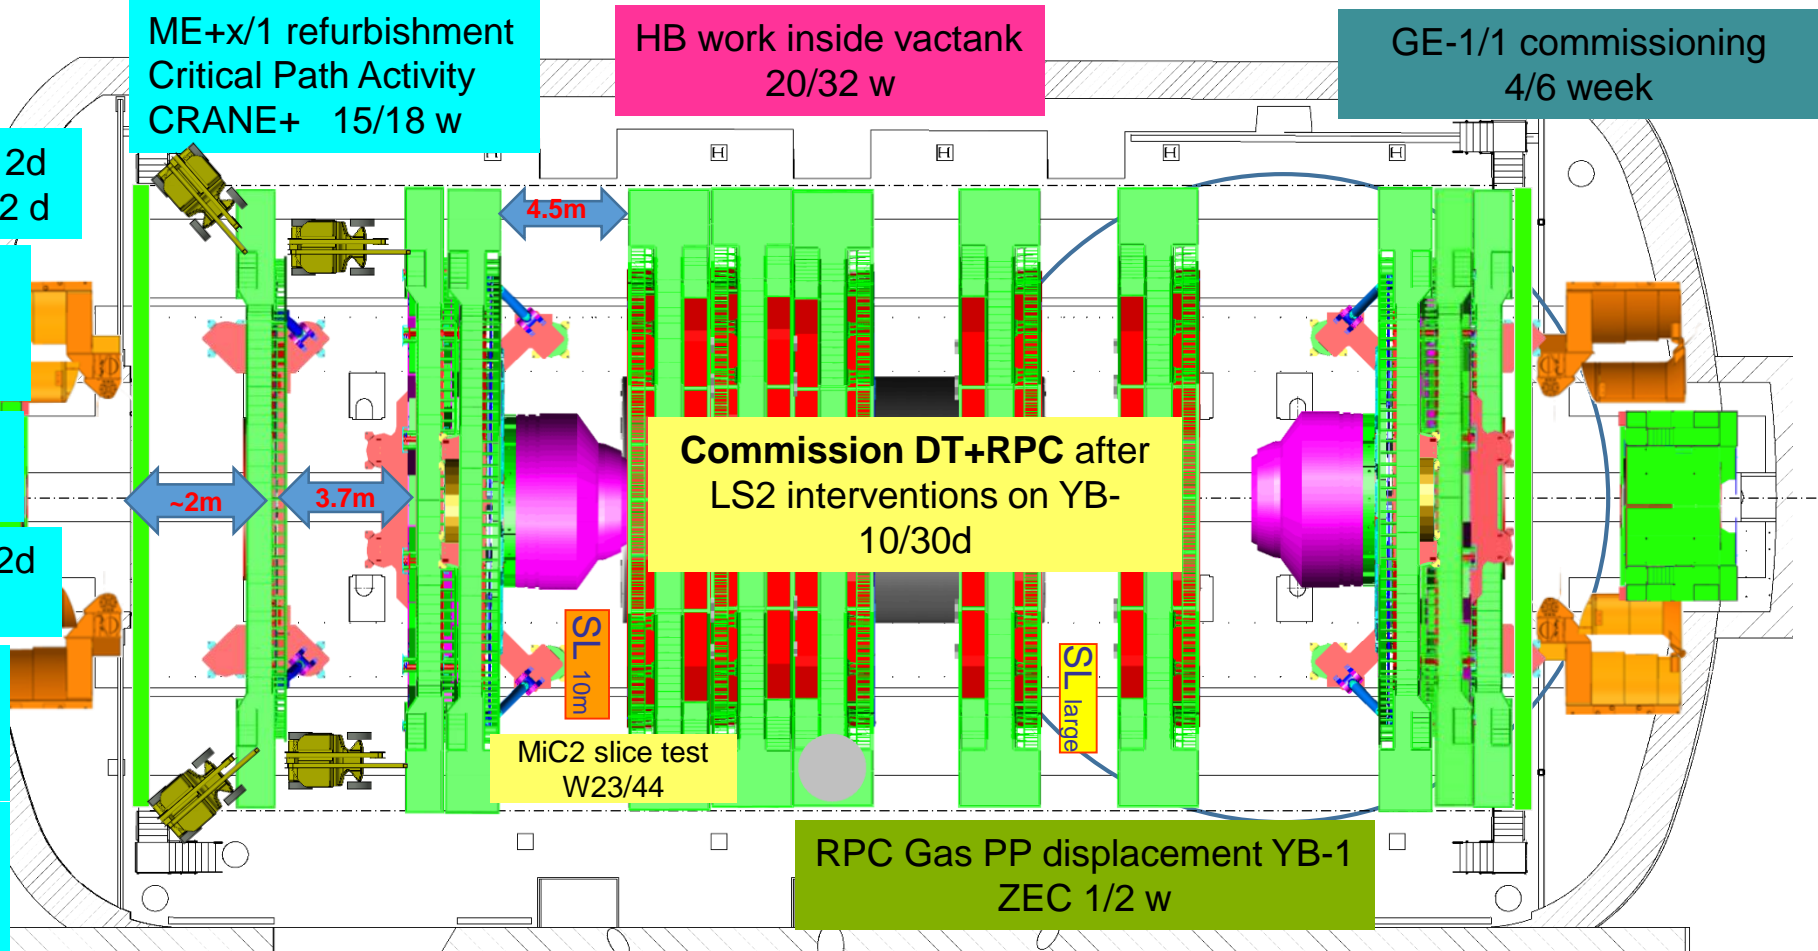 ME+x/1 refurbishment
Critical Path Activity
CRANE+ 15/18 w
HB work inside vactank
20/32 w
GE-1/1 commissioning
4/6 week
2d
2 d
H
H
H
H
H
4.5m
~2m
3.7m
Commission DT+RPC after
LS2 interventions on YB-
10/30d
2d
SL 10m
SL large
MiC2 slice test
W23/44
RPC Gas PP displacement YB-1
ZEC 1/2 w